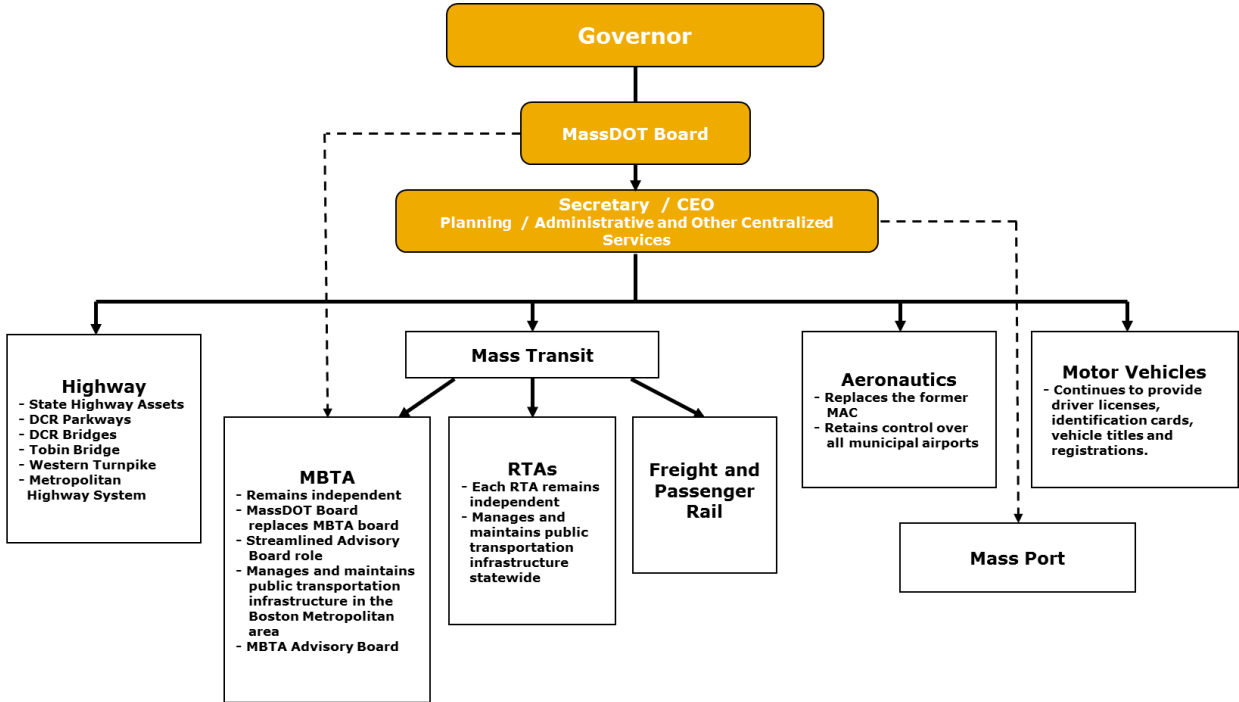 Governor
MassDOT Board
Secretary / CEO
Planning / Administrative and Other Centralized
Services
Highway
- State Highway Assets
- DCR Parkways
- DCR Bridges
- Tobin Bridge
- Western Turnpike
- Metropolitan
Highway System
Mass Transit
MBTA
- Remains independent
- MassDOT Board
replaces MBTA board
- Streamlined Advisory
Board role
- Manages and maintains
public transportation
infrastructure in the
Boston Metropolitan
area
- MBTA Advisory Board
RTAs
- Each RTA remains
independent
- Manages and
maintains public
transportation
infrastructure
statewide
Freight and
Passenger
Rail
Aeronautics
- Replaces the former
MAC
- Retains control over
all municipal airports
Motor Vehicles
- Continues to provide
driver licenses,
identification cards,
vehicle titles and
registrations.
Mass Port